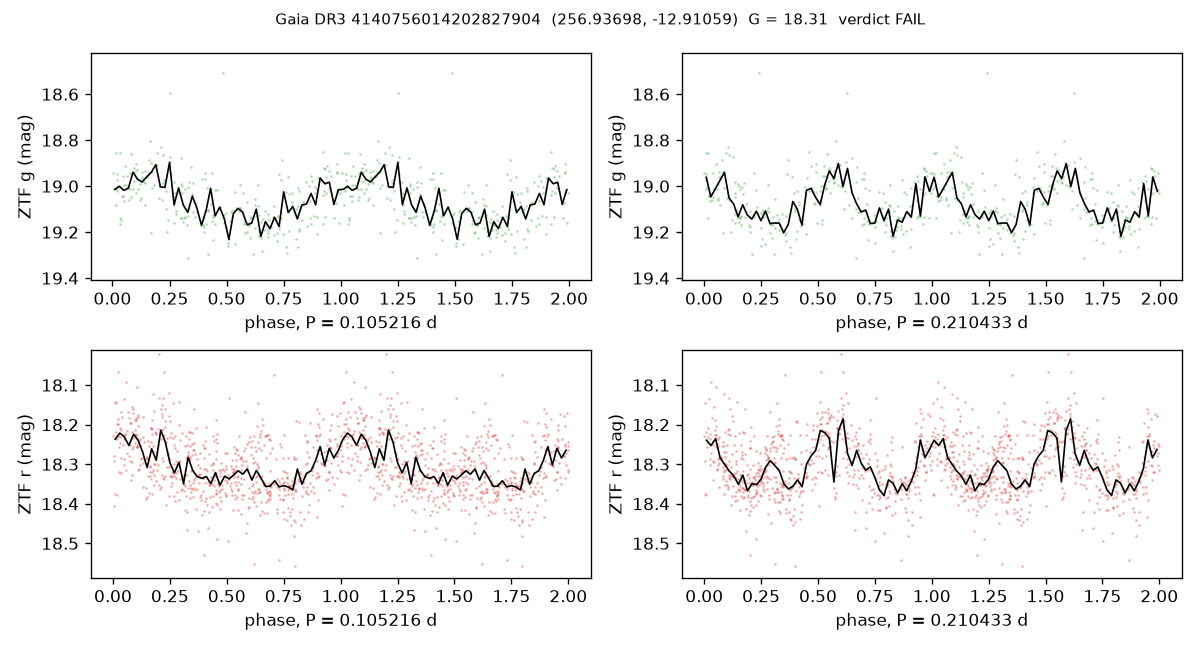 Gaia DR3 4140756014202827904 (256.93698, -12.91059) G = 18.31 verdict FAIL
ZTF g (mag)
18.6
18.8
19.0
19.2
19.4
0.00 0.25 0.50 0.75 1.00 1.25 1.50 1.75 2.00
phase, P = 0.105216 d
ZTF g (mag)
18.6
18.8
19.0
19.2
19.4
0.00 0.25 0.50 0.75 1.00 1.25 1.50 1.75 2.00
phase, P = 0.210433 d
ZTF r (mag)
18.1
18.2
18.3
18.4
18.5
0.00 0.25 0.50 0.75 1.00 1.25 1.50 1.75 2.00
phase, P = 0.105216 d
ZTF r (mag)
18.1
18.2
18.3
18.4
18.5
0.00 0.25 0.50 0.75 1.00 1.25 1.50 1.75 2.00
phase, P = 0.210433 d